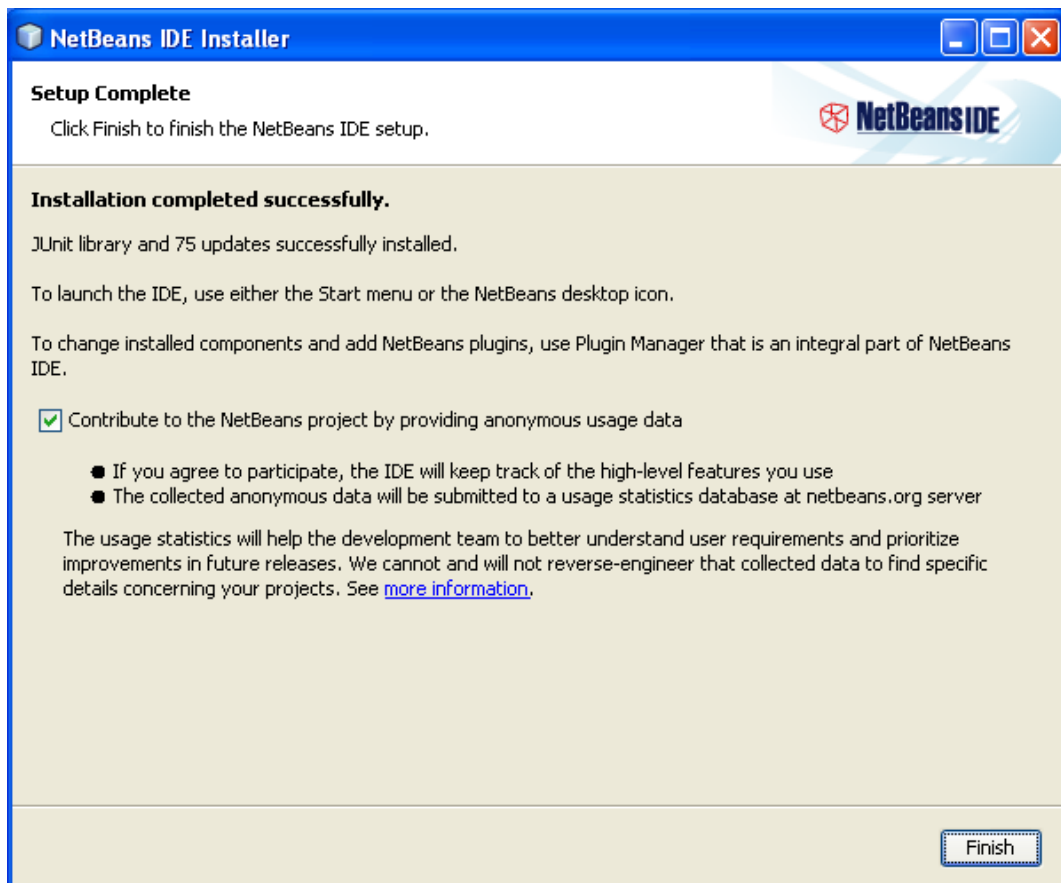 NetBeans IDE Installer
Setup Complete
Click Finish to finish the NetBeans IDE setup.
NetBeans IDE
Installation completed successfully.
JUnit library and 75 updates successfully installed.
To launch the IDE, use either the Start menu or the NetBeans desktop icon.
To change installed components and add NetBeans plugins, use Plugin Manager that is an integral part of NetBeans
IDE.
Contribute to the NetBeans project by providing anonymous usage data
● If you agree to participate, the IDE will keep track of the high-level features you use
● The collected anonymous data will be submitted to a usage statistics database at netbeans.org server
The usage statistics will help the development team to better understand user requirements and prioritize
improvements in future releases. We cannot and will not reverse-engineer that collected data to find specific
details concerning your projects. See more information.
Finish